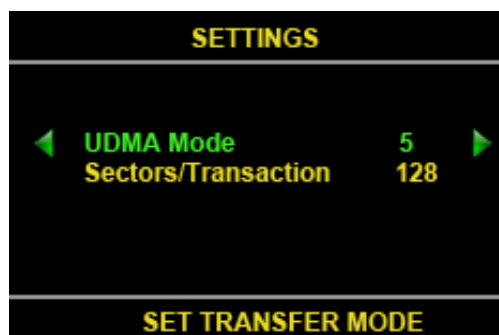 SETTINGS
UDMA Mode 5
Sectors/Transaction 128
SET TRANSFER MODE